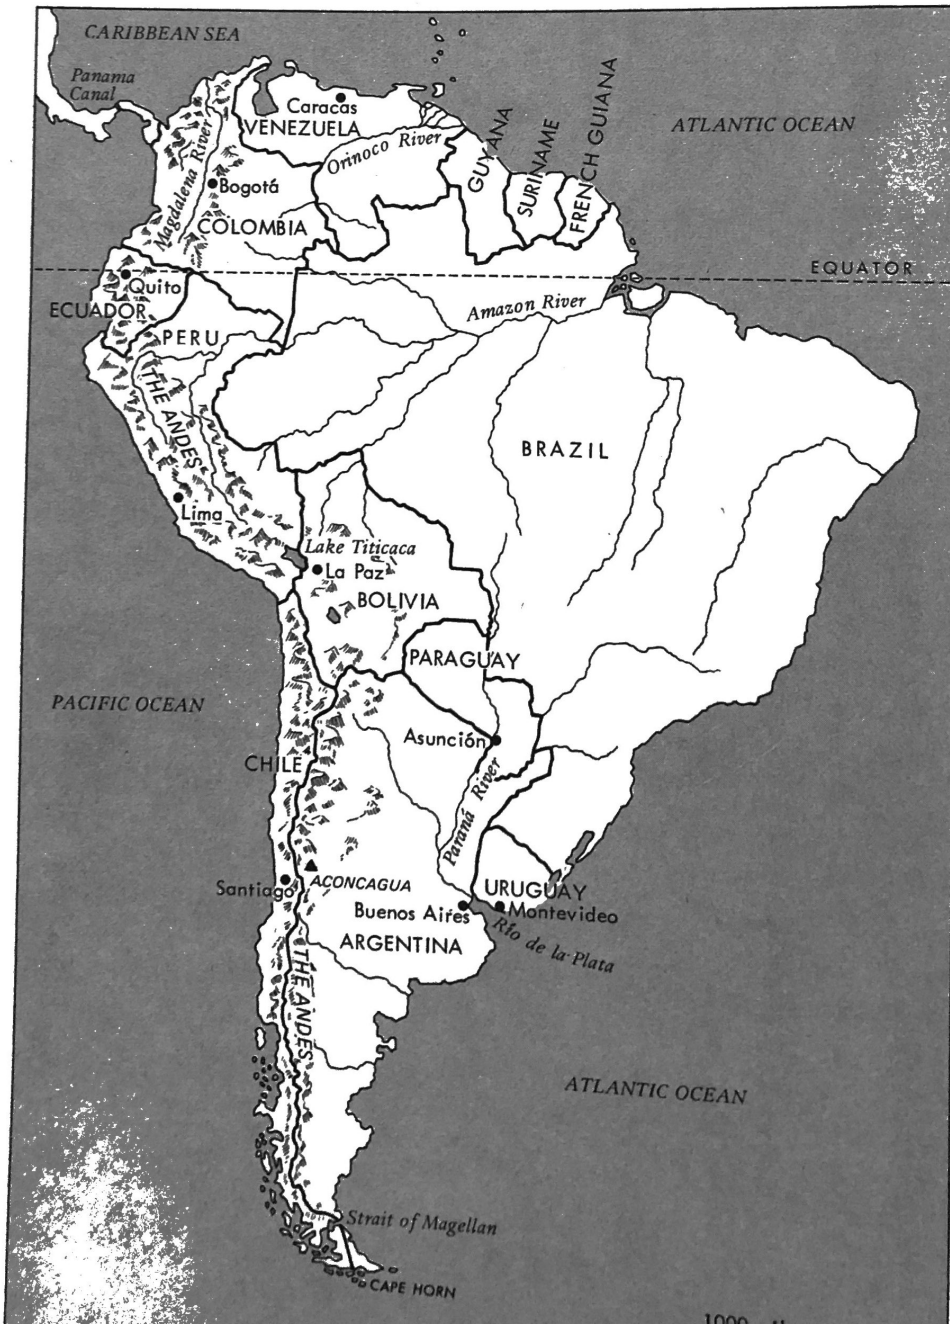 CARIBBEAN SEA
Panama
Canal
Caracas
VENEZUELA
Orinoco River
GUYANA
SURINAME
FRENCH GUIANA
ATLANTIC OCEAN
Magdalena River
Bogotá
COLOMBIA
EQUATOR
Quito
ECUADOR
Amazon River
PERU
THE ANDES
BRAZIL
Lima
Lake Titicaca
La Paz
BOLIVIA
PARAGUAY
PACIFIC OCEAN
Asunción
CHILE
Paraná River
ACONCAGUA
Santiago
URUGUAY
Buenos Aires
Montevideo
Río de la Plata
ARGENTINA
THE ANDES
ATLANTIC OCEAN
Strait of Magellan
CAPE HORN
1000